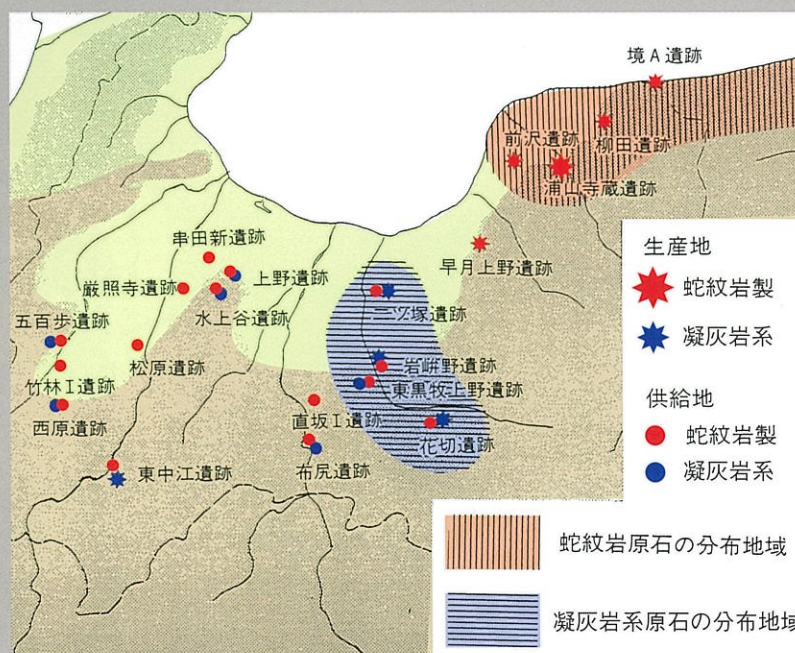 境A遺跡
前沢遺跡
柳田遺跡
浦山寺蔵遺跡
串田新遺跡
早月上野遺跡
厳照寺遺跡
上野遺跡
水上谷遺跡
二ツ塚遺跡
五百歩遺跡
松原遺跡
岩峅野遺跡
竹林I遺跡
東黒牧上野遺跡
西原遺跡
直坂I遺跡
花切遺跡
東中江遺跡
布尻遺跡
生産地
蛇紋岩製
凝灰岩系
供給地
蛇紋岩製
凝灰岩系
蛇紋岩原石の分布地域
凝灰岩系原石の分布地域